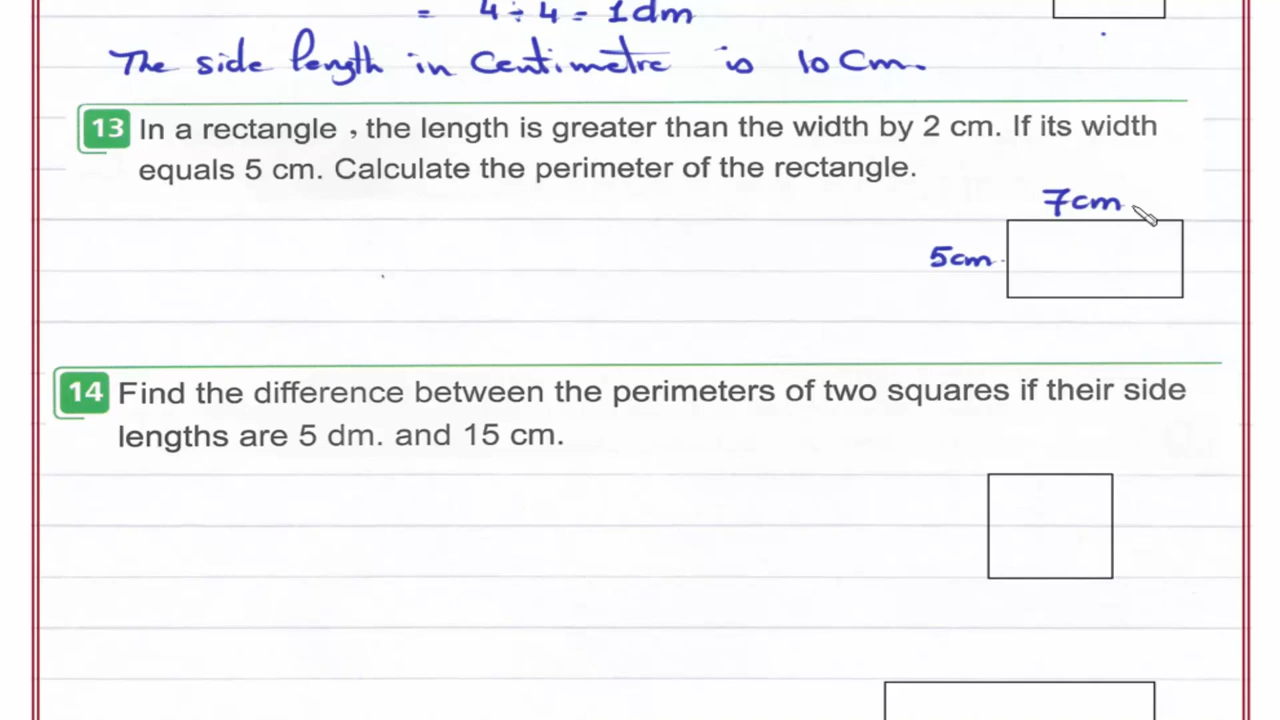 = 4 ÷ 4 = 1dm
The side length in Centimetre is 10 Cm.
13 In a rectangle , the length is greater than the width by 2 cm. If its width
equals 5 cm. Calculate the perimeter of the rectangle.
7cm
5cm
14 Find the difference between the perimeters of two squares if their side
lengths are 5 dm. and 15 cm.